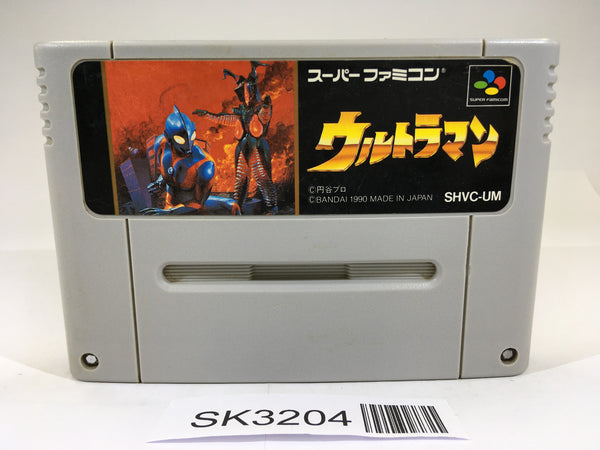 スーパーファミコン®
SUPER FAMICOM
ウルトラマン
©円谷プロ
©BANDAI 1990 MADE IN JAPAN
SHVC-UM
SK3204